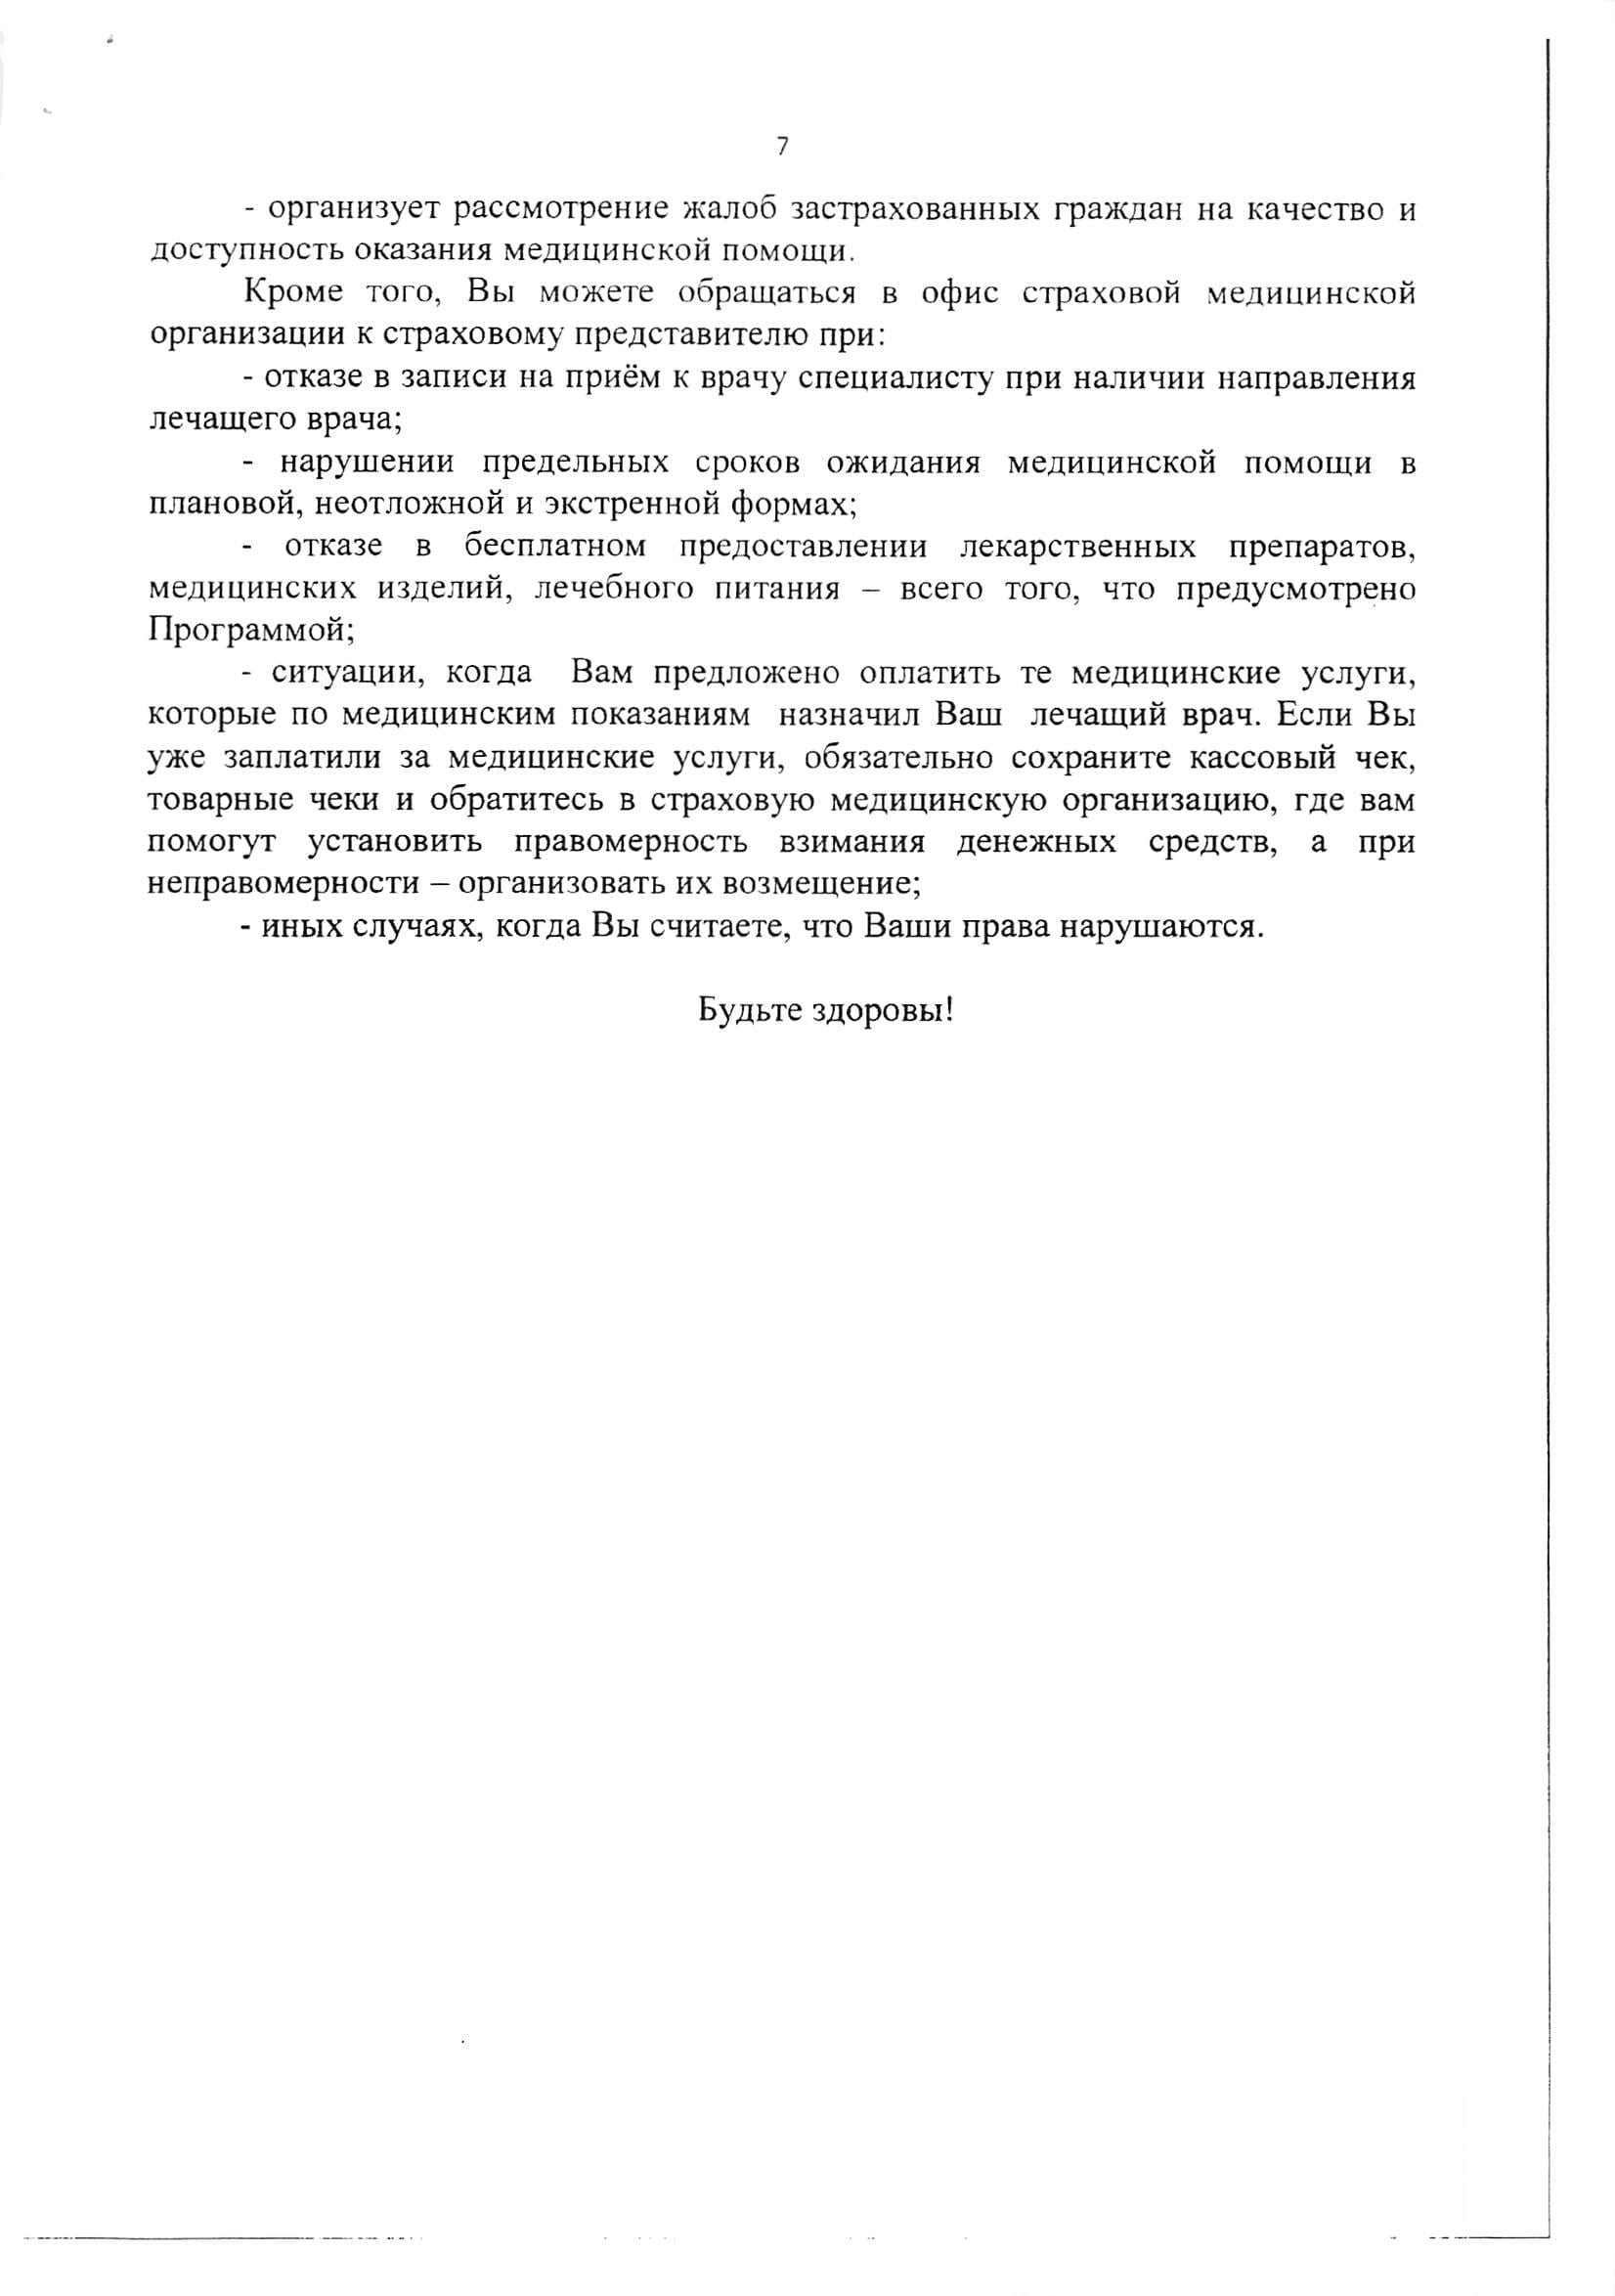 7
- организует рассмотрение жалоб застрахованных граждан на качество и
доступность оказания медицинской помощи.
Кроме того, Вы можете обращаться в офис страховой медицинской
организации к страховому представителю при:
- отказе в записи на приём к врачу специалисту при наличии направления
лечащего врача;
- нарушении предельных сроков ожидания медицинской помощи в
плановой, неотложной и экстренной формах;
- отказе в бесплатном предоставлении лекарственных препаратов,
медицинских изделий, лечебного питания – всего того, что предусмотрено
Программой;
- ситуации, когда Вам предложено оплатить те медицинские услуги,
которые по медицинским показаниям назначил Ваш лечащий врач. Если Вы
уже заплатили за медицинские услуги, обязательно сохраните кассовый чек,
товарные чеки и обратитесь в страховую медицинскую организацию, где вам
помогут установить правомерность взимания денежных средств, а при
неправомерности – организовать их возмещение;
- иных случаях, когда Вы считаете, что Ваши права нарушаются.
Будьте здоровы!